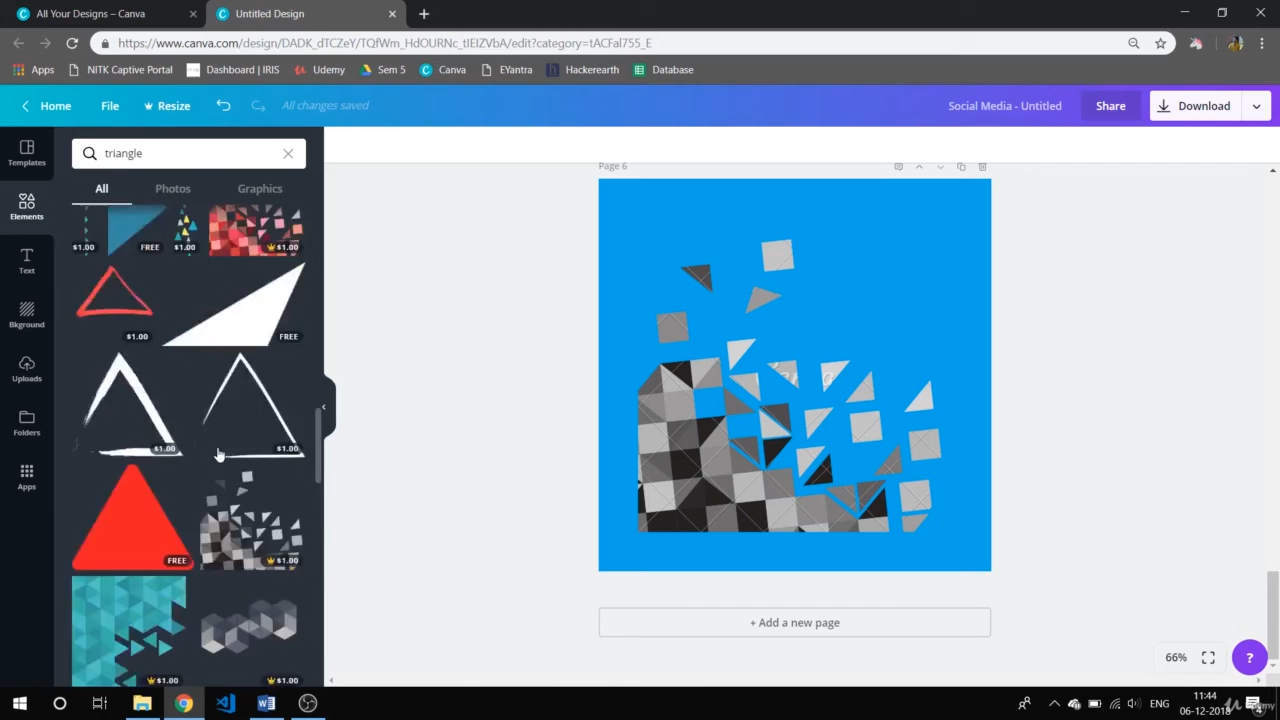 All Your Designs – Canva
Untitled Design
https://www.canva.com/design/DADK_dTCZeY/TQfWm_HdOURNc_tIEIZVbA/edit?category=tACFal755_E
Apps
NITK Captive Portal
Dashboard | IRIS
Udemy
Sem 5
Canva
EYantra
Hackerearth
Database
Home
File
Resize
All changes saved
Social Media - Untitled
Share
Download
Templates
Elements
Text
Bkground
Uploads
Folders
Apps
triangle
All
Photos
Graphics
$1.00
FREE
$1.00
$1.00
$1.00
FREE
$1.00
$1.00
FREE
$1.00
$1.00
$1.00
Page 6
+ Add a new page
66%
?
ENG
11:44
06-12-2018
4